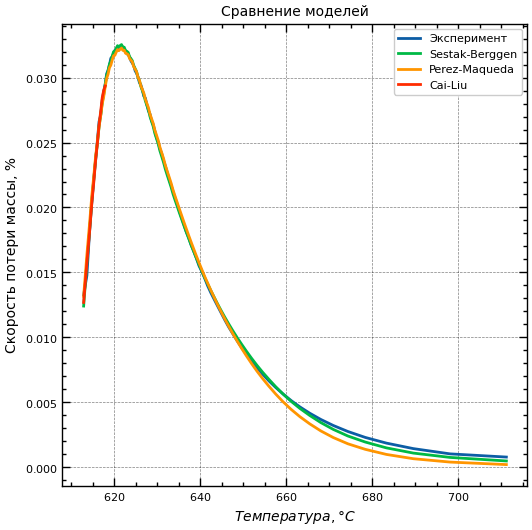 Сравнение моделей
Эксперимент
Sestak-Berggen
Perez-Maqueda
Cai-Liu
0.030
0.025
0.020
0.015
0.010
0.005
0.000
Скорость потери массы, %
620 640 660 680 700
Температура, °C